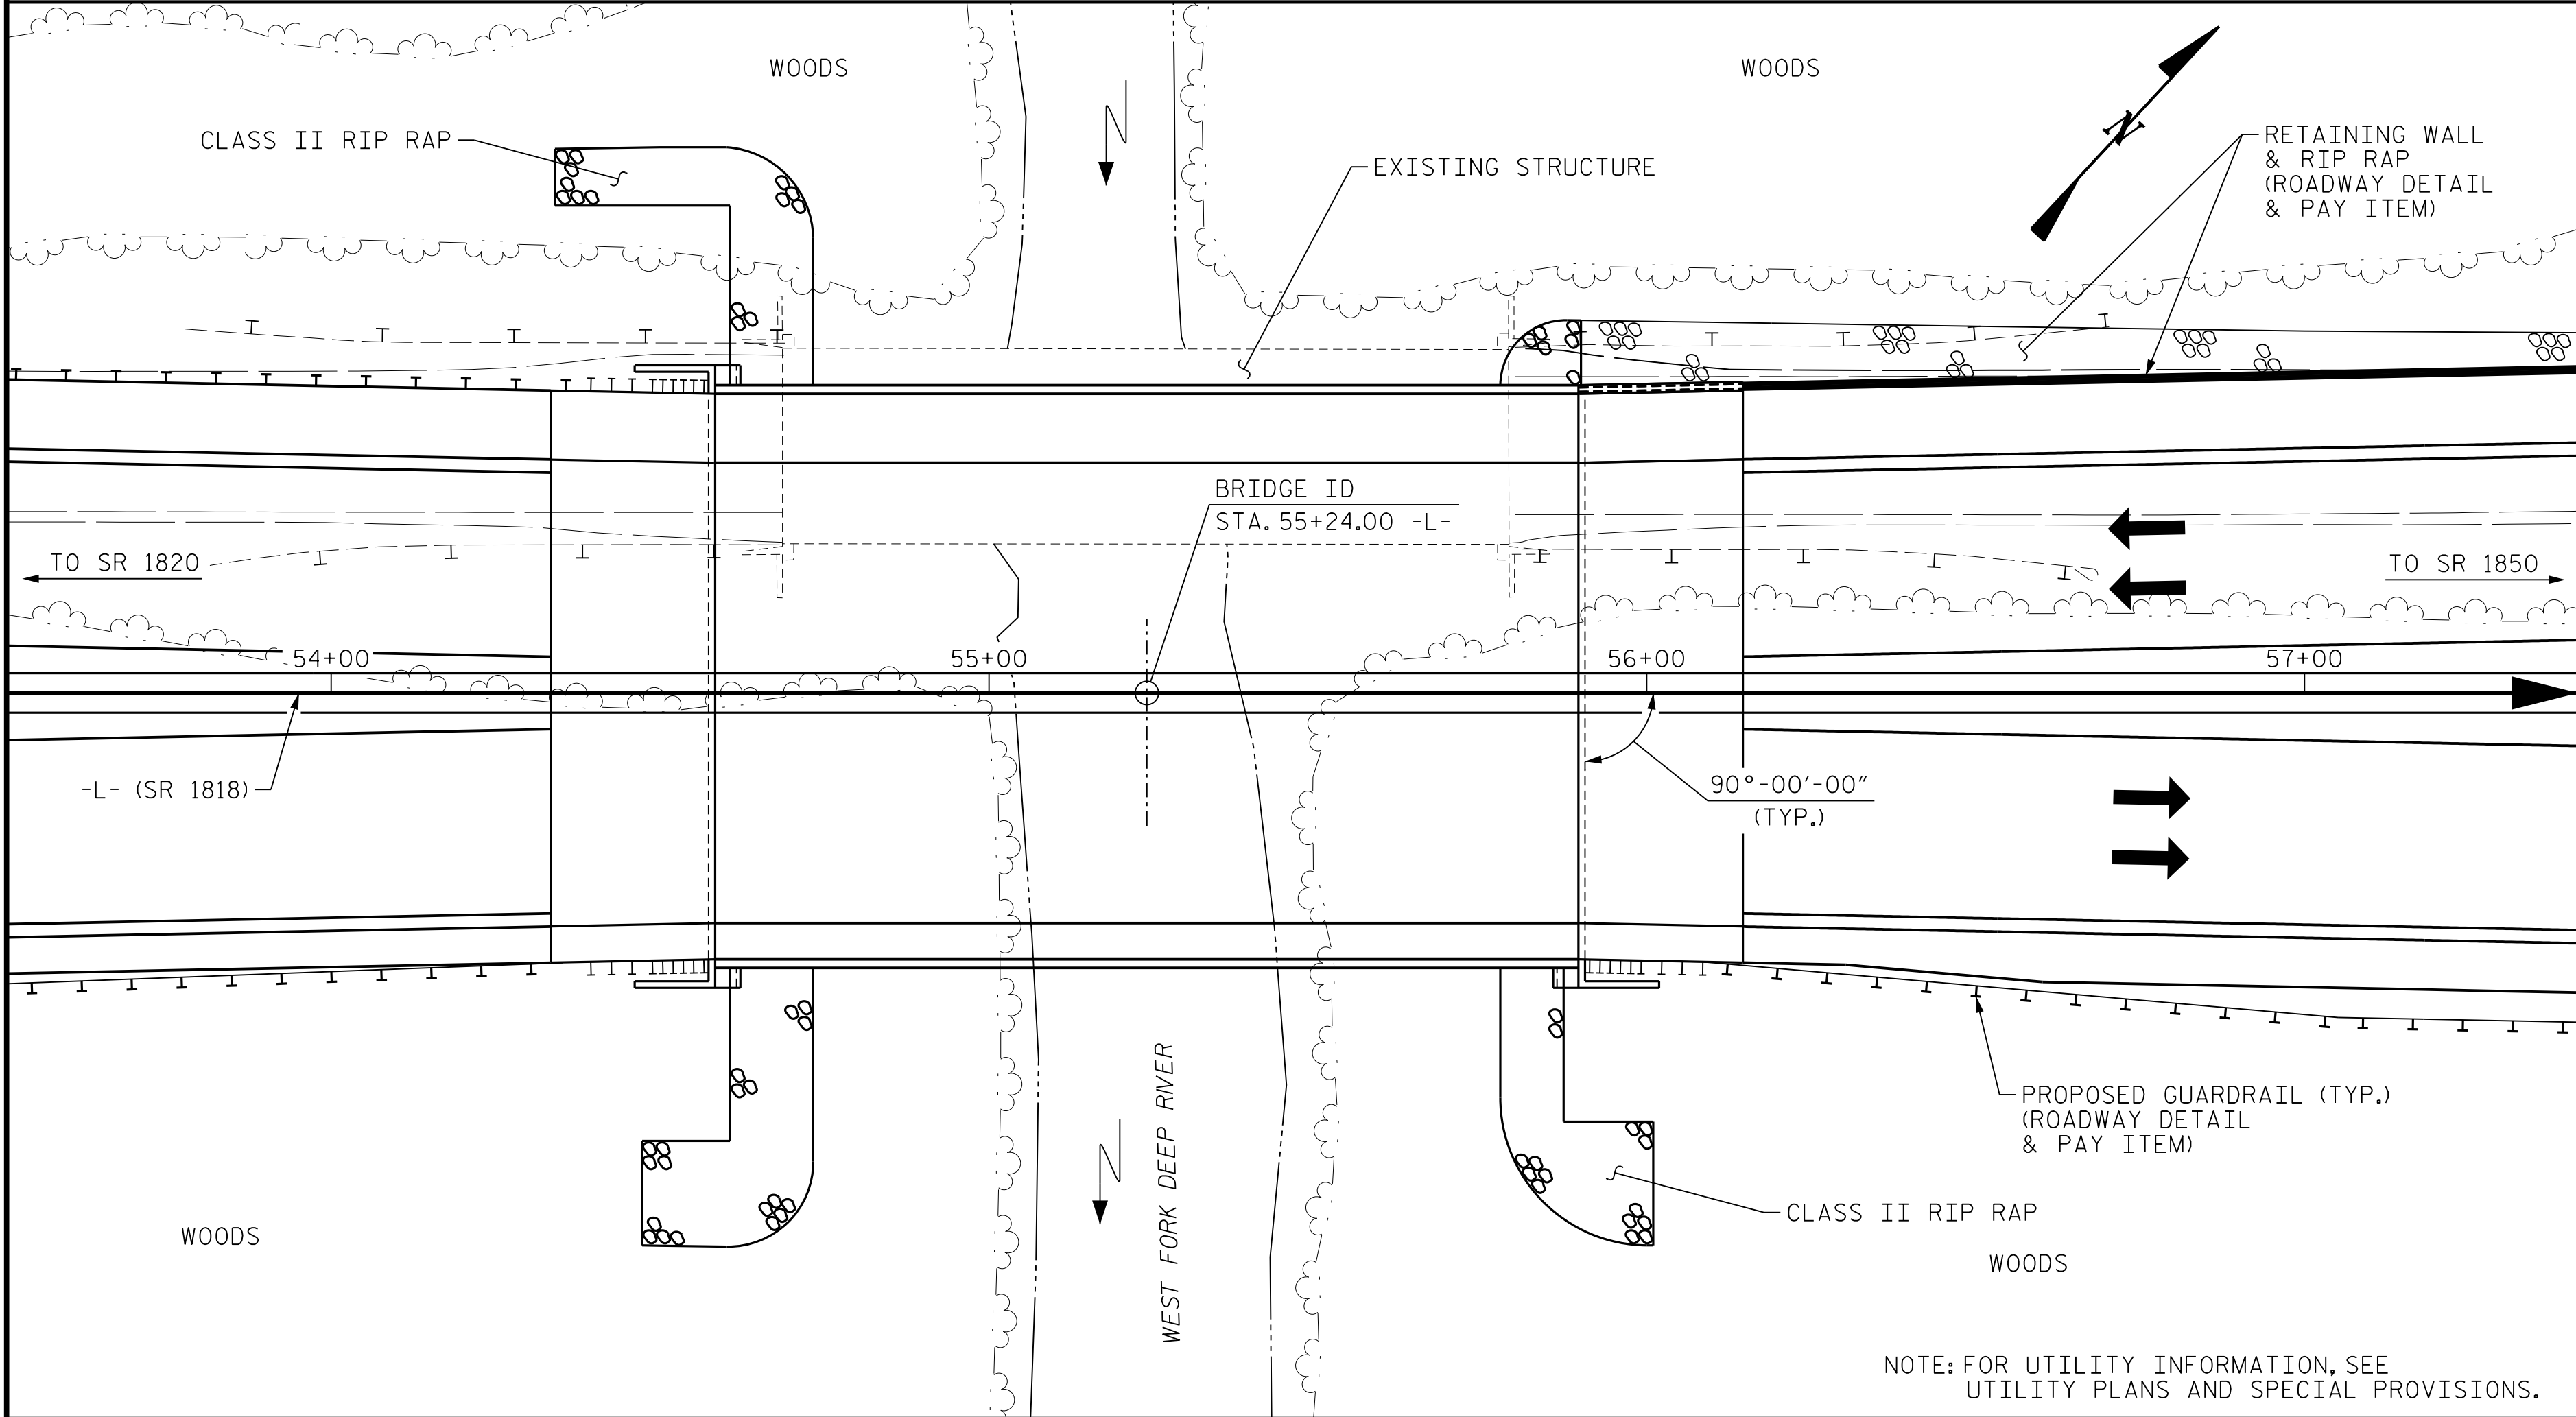 WOODS
WOODS
CLASS II RIP RAP
EXISTING STRUCTURE
N
RETAINING WALL
& RIP RAP
(ROADWAY DETAIL
& PAY ITEM)
BRIDGE ID
STA. 55+24.00 -L-
TO SR 1820
TO SR 1850
54+00
55+00
56+00
57+00
-L- (SR 1818)
90°-00'-00"
(TYP.)
WEST FORK DEEP RIVER
PROPOSED GUARDRAIL (TYP.)
(ROADWAY DETAIL
& PAY ITEM)
CLASS II RIP RAP
WOODS
WOODS
NOTE: FOR UTILITY INFORMATION, SEE
UTILITY PLANS AND SPECIAL PROVISIONS.